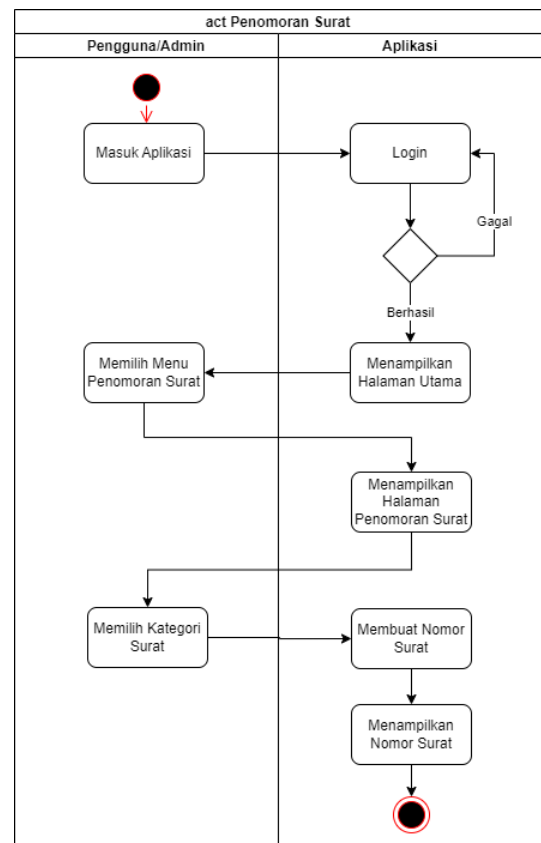 act Penomoran Surat
Pengguna/Admin
Aplikasi
Masuk Aplikasi
Login
Gagal
Berhasil
Memilih Menu
Penomoran Surat
Menampilkan
Halaman Utama
Menampilkan
Halaman
Penomoran Surat
Memilih Kategori
Surat
Membuat Nomor
Surat
Menampilkan
Nomor Surat